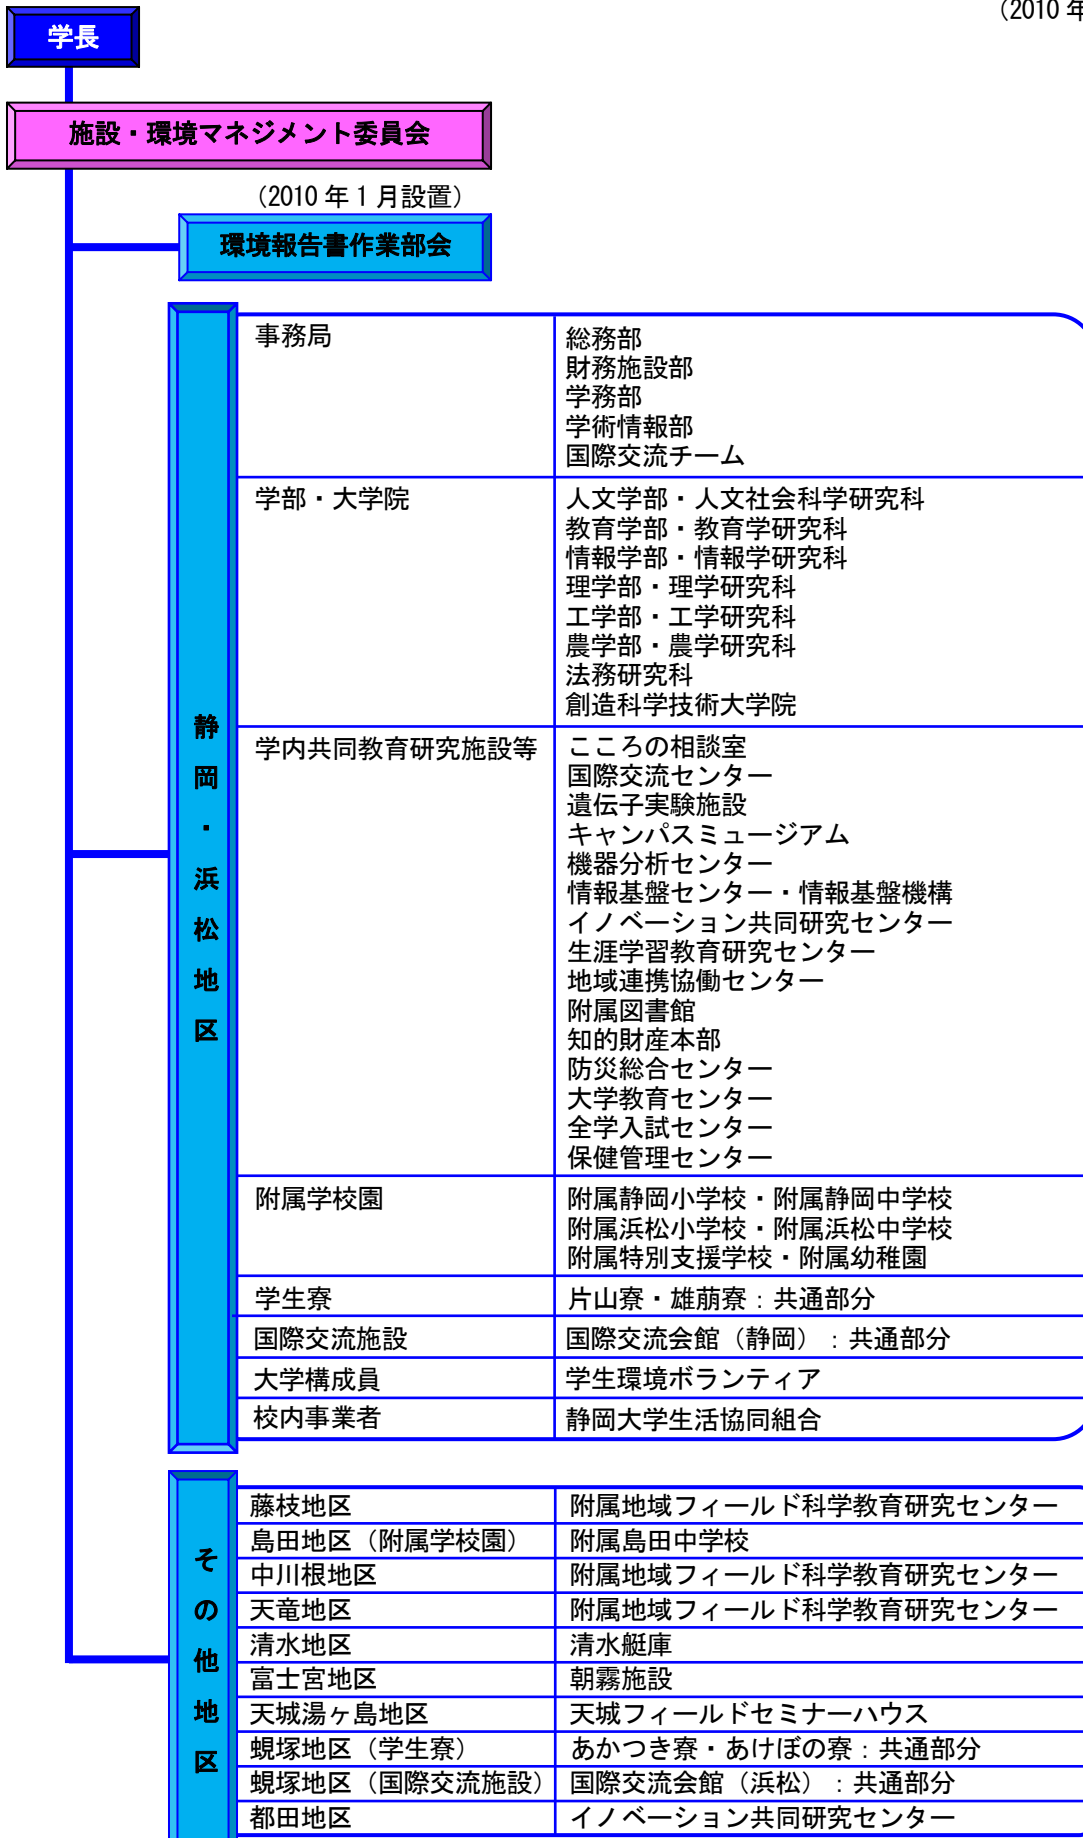 （2010 年
学長
施設・環境マネジメント委員会
（2010 年 1 月設置）
環境報告書作業部会
静岡・浜松地区
事務局
総務部
財務施設部
学務部
学術情報部
国際交流チーム
学部・大学院
人文学部・人文社会科学研究科
教育学部・教育学研究科
情報学部・情報学研究科
理学部・理学研究科
工学部・工学研究科
農学部・農学研究科
法務研究科
創造科学技術大学院
学内共同教育研究施設等
こころの相談室
国際交流センター
遺伝子実験施設
キャンパスミュージアム
機器分析センター
情報基盤センター・情報基盤機構
イノベーション共同研究センター
生涯学習教育研究センター
地域連携協働センター
附属図書館
知的財産本部
防災総合センター
大学教育センター
全学入試センター
保健管理センター
附属学校園
附属静岡小学校・附属静岡中学校
附属浜松小学校・附属浜松中学校
附属特別支援学校・附属幼稚園
学生寮 片山寮・雄萠寮：共通部分
国際交流施設 国際交流会館（静岡）：共通部分
大学構成員 学生環境ボランティア
校内事業者 静岡大学生活協同組合
その他地区
藤枝地区 附属地域フィールド科学教育研究センター
島田地区（附属学校園） 附属島田中学校
中川根地区 附属地域フィールド科学教育研究センター
天竜地区 附属地域フィールド科学教育研究センター
清水地区 清水艇庫
富士宮地区 朝霧施設
天城湯ヶ島地区 天城フィールドセミナーハウス
蜆塚地区（学生寮） あかつき寮・あけぼの寮：共通部分
蜆塚地区（国際交流施設） 国際交流会館（浜松）：共通部分
都田地区 イノベーション共同研究センター